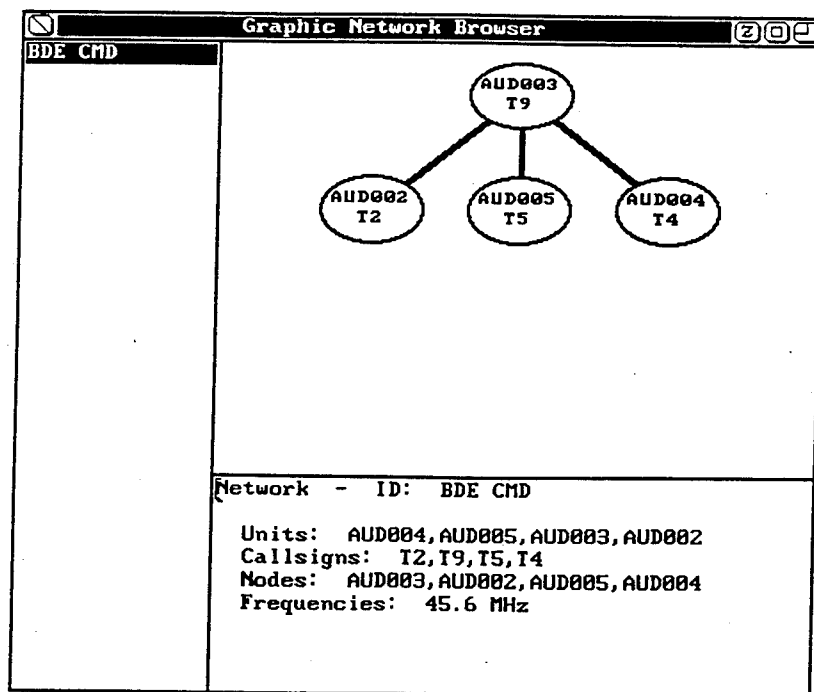 Graphic Network Browser
BDE CMD
AUD003
T9
AUD002
T2
AUD005
T5
AUD004
T4
Network - ID: BDE CMD
Units: AUD004,AUD005,AUD003,AUD002
Callsigns: T2,T9,T5,T4
Nodes: AUD003,AUD002,AUD005,AUD004
Frequencies: 45.6 MHz